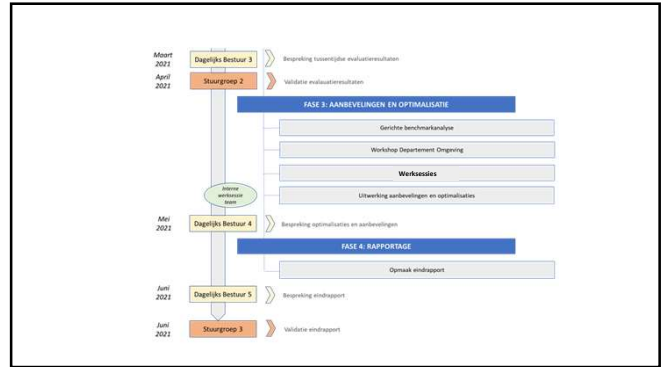 Maart
2021
Dagelijks Bestuur 3
Bespreking tussentijdse evaluatieresultaten
April
2021
Stuurgroep 2
Validatie evalauatieresultaten
FASE 3: AANBEVELINGEN EN OPTIMALISATIE
Gerichte benchmarkanalyse
Workshop Departement Omgeving
Werksessies
Interne
werksessie
team
Uitwerking aanbevelingen en optimalisaties
Mei
2021
Dagelijks Bestuur 4
Bespreking optimalisaties en aanbevelingen
FASE 4: RAPPORTAGE
Opmaak eindrapport
Juni
2021
Dagelijks Bestuur 5
Bespreking eindrapport
Juni
2021
Stuurgroep 3
Validatie eindrapport